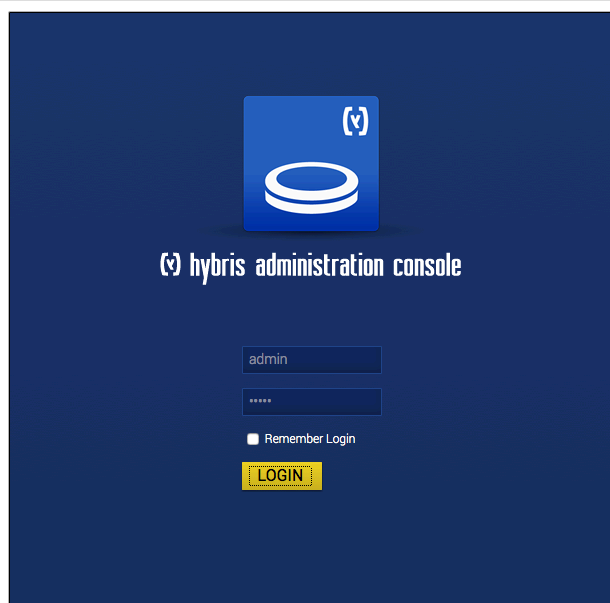 (y)
(y) hybris administration console
admin
•••••
Remember Login
LOGIN